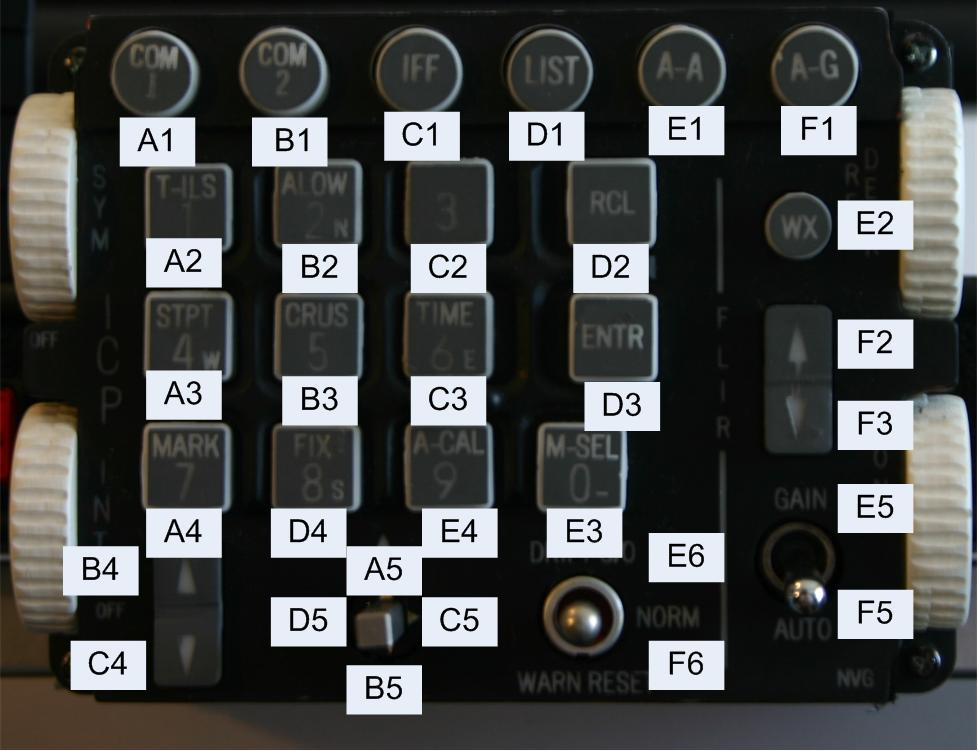 COM 1
COM 2
IFF
LIST
A-A
A-G
A1
B1
C1
D1
E1
F1
SYM
T-ILS
1
ALOW
2 N
3
RCL
WX
E2
A2
B2
C2
D2
OFF
ICP
STPT
4 W
CRUS
5
TIME
6 E
ENTR
FLIR
F2
A3
B3
C3
D3
F3
MARK
7
FIX
8 S
A-CAL
9
M-SEL
0-
INT
GAIN
E5
A4
D4
E4
E3
B4
A5
E6
OFF
D5
C5
NORM
AUTO
F5
C4
B5
WARN RESET
F6
NVG